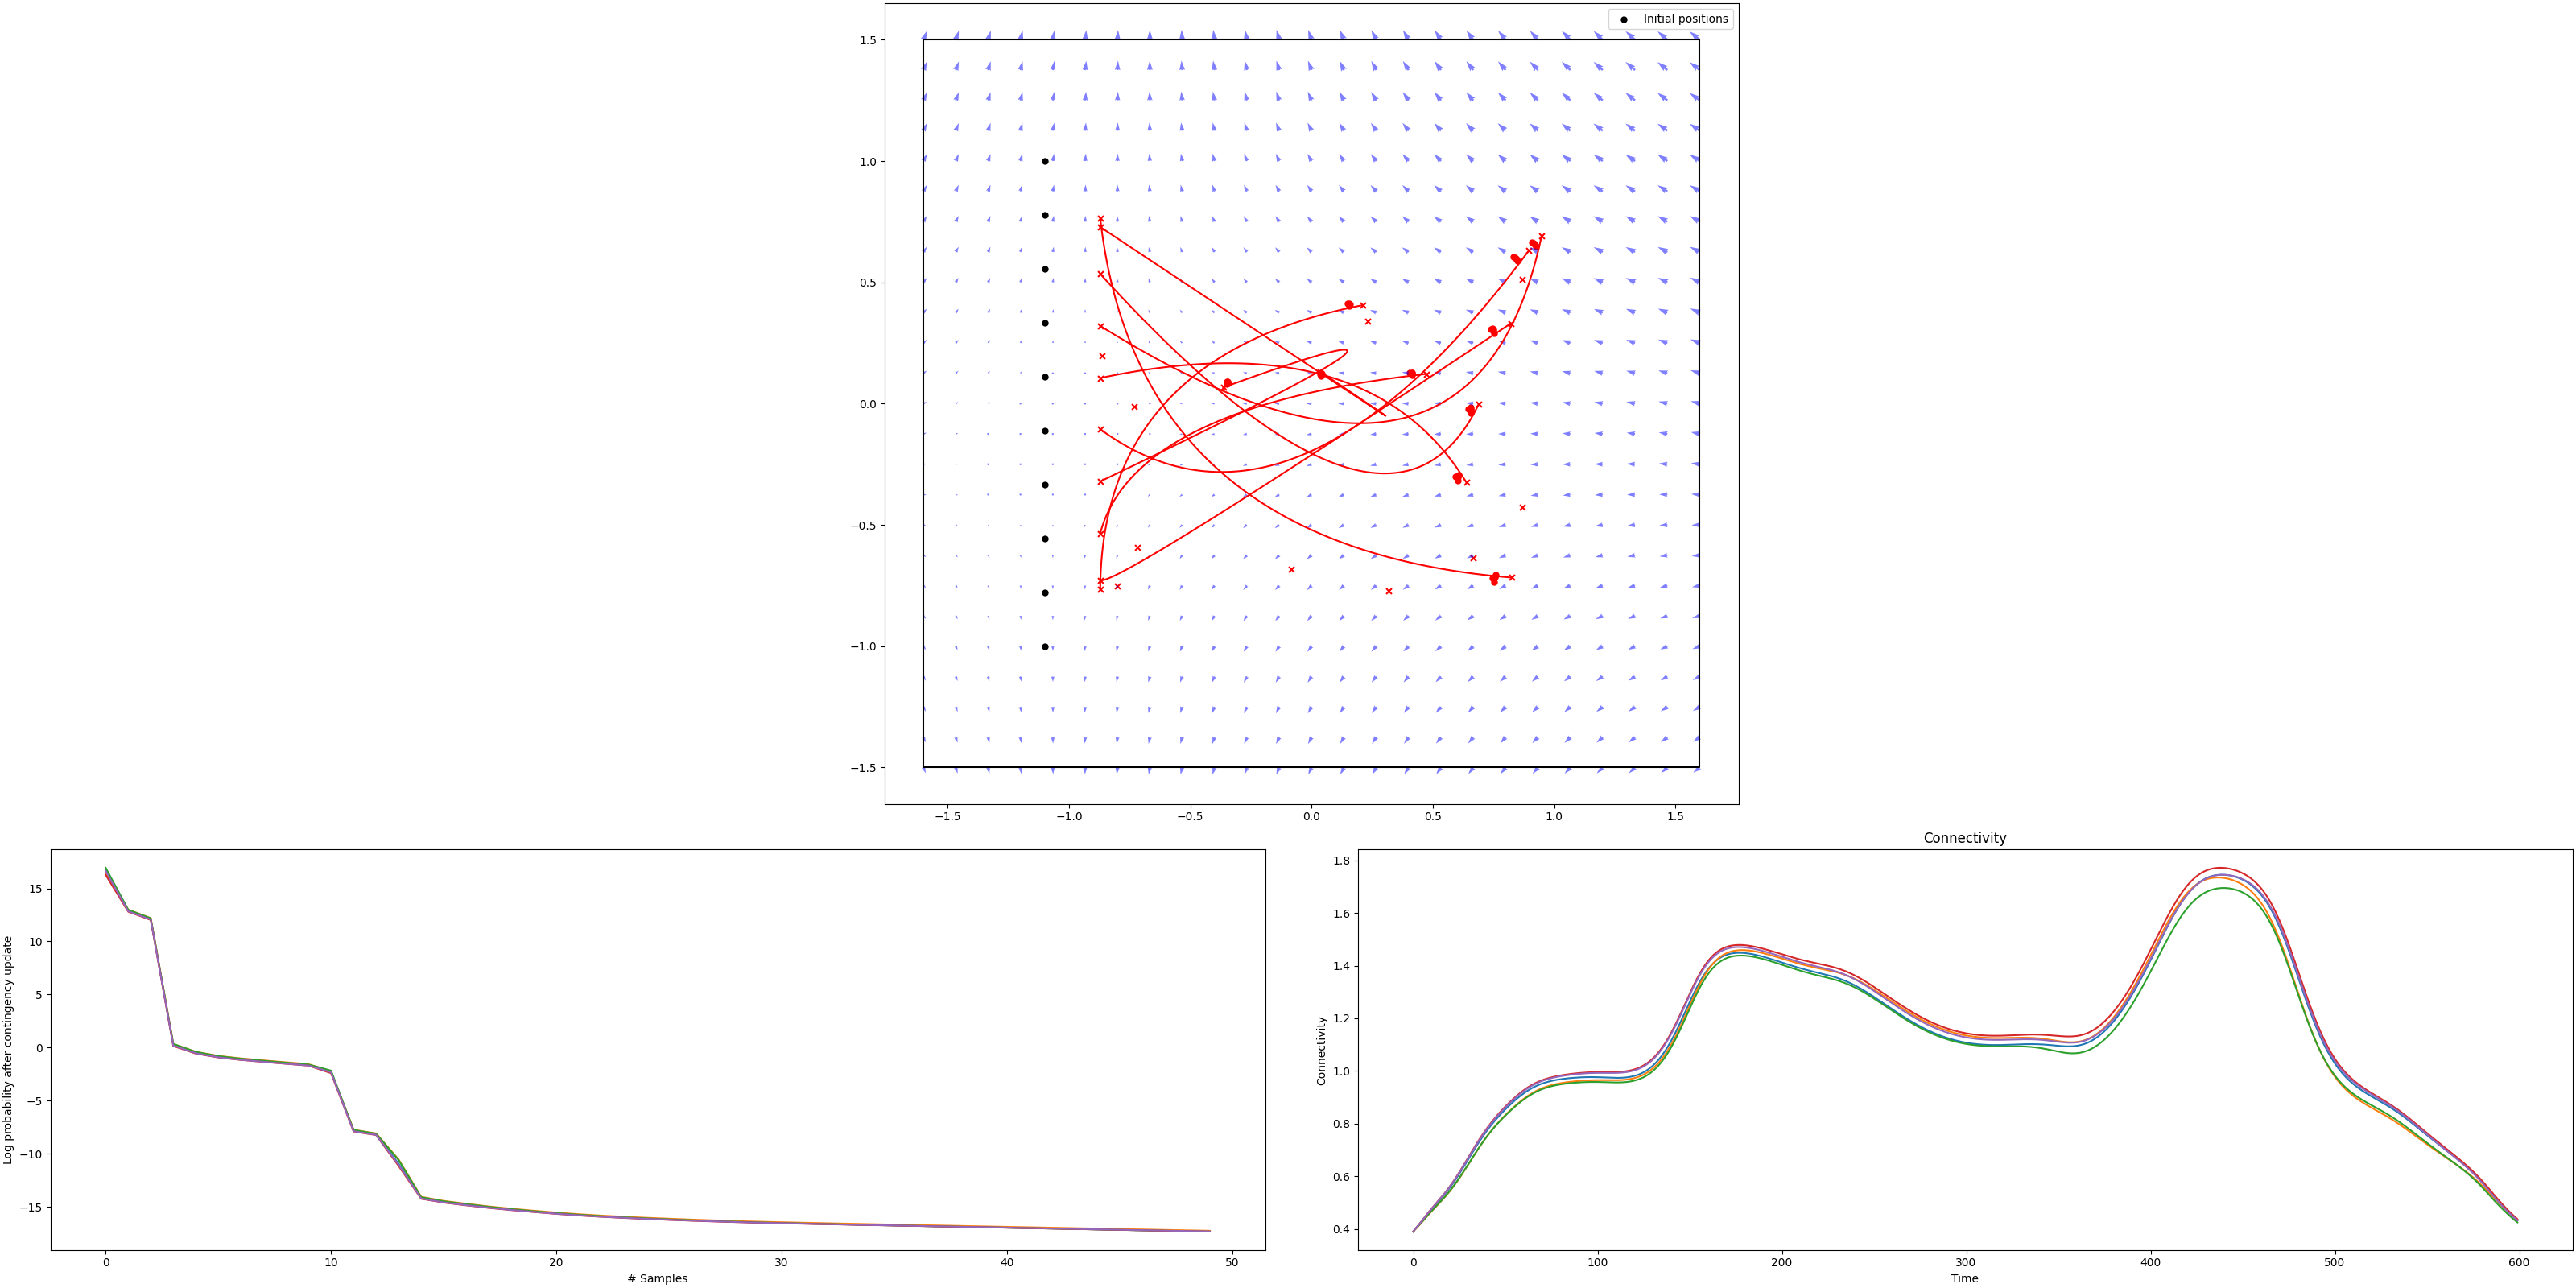 Initial positions
1.5
1.0
0.5
0.0
−0.5
−1.0
−1.5
−1.5 −1.0 −0.5 0.0 0.5 1.0 1.5
Log probability after contingency update
15
10
5
0
−5
−10
−15
0 10 20 30 40 50
# Samples
Connectivity
Connectivity
1.8
1.6
1.4
1.2
1.0
0.8
0.6
0.4
0 100 200 300 400 500 600
Time